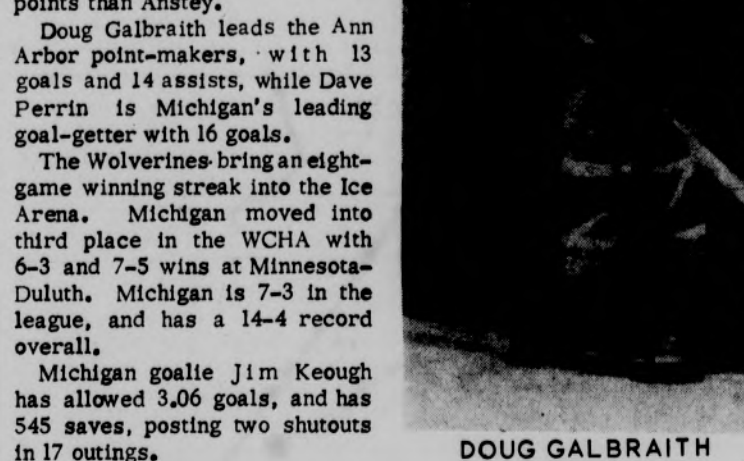 points than Anstey.
Doug Galbraith leads the Ann
Arbor point-makers, with 13
goals and 14 assists, while Dave
Perrin is Michigan's leading
goal-getter with 16 goals.
The Wolverines bring an eight-
game winning streak into the Ice
Arena. Michigan moved into
third place in the WCHA with
6-3 and 7-5 wins at Minnesota-
Duluth. Michigan is 7-3 in the
league, and has a 14-4 record
overall.
Michigan goalie Jim Keough
has allowed 3.06 goals, and has
545 saves, posting two shutouts
in 17 outings.
DOUG GALBRAITH